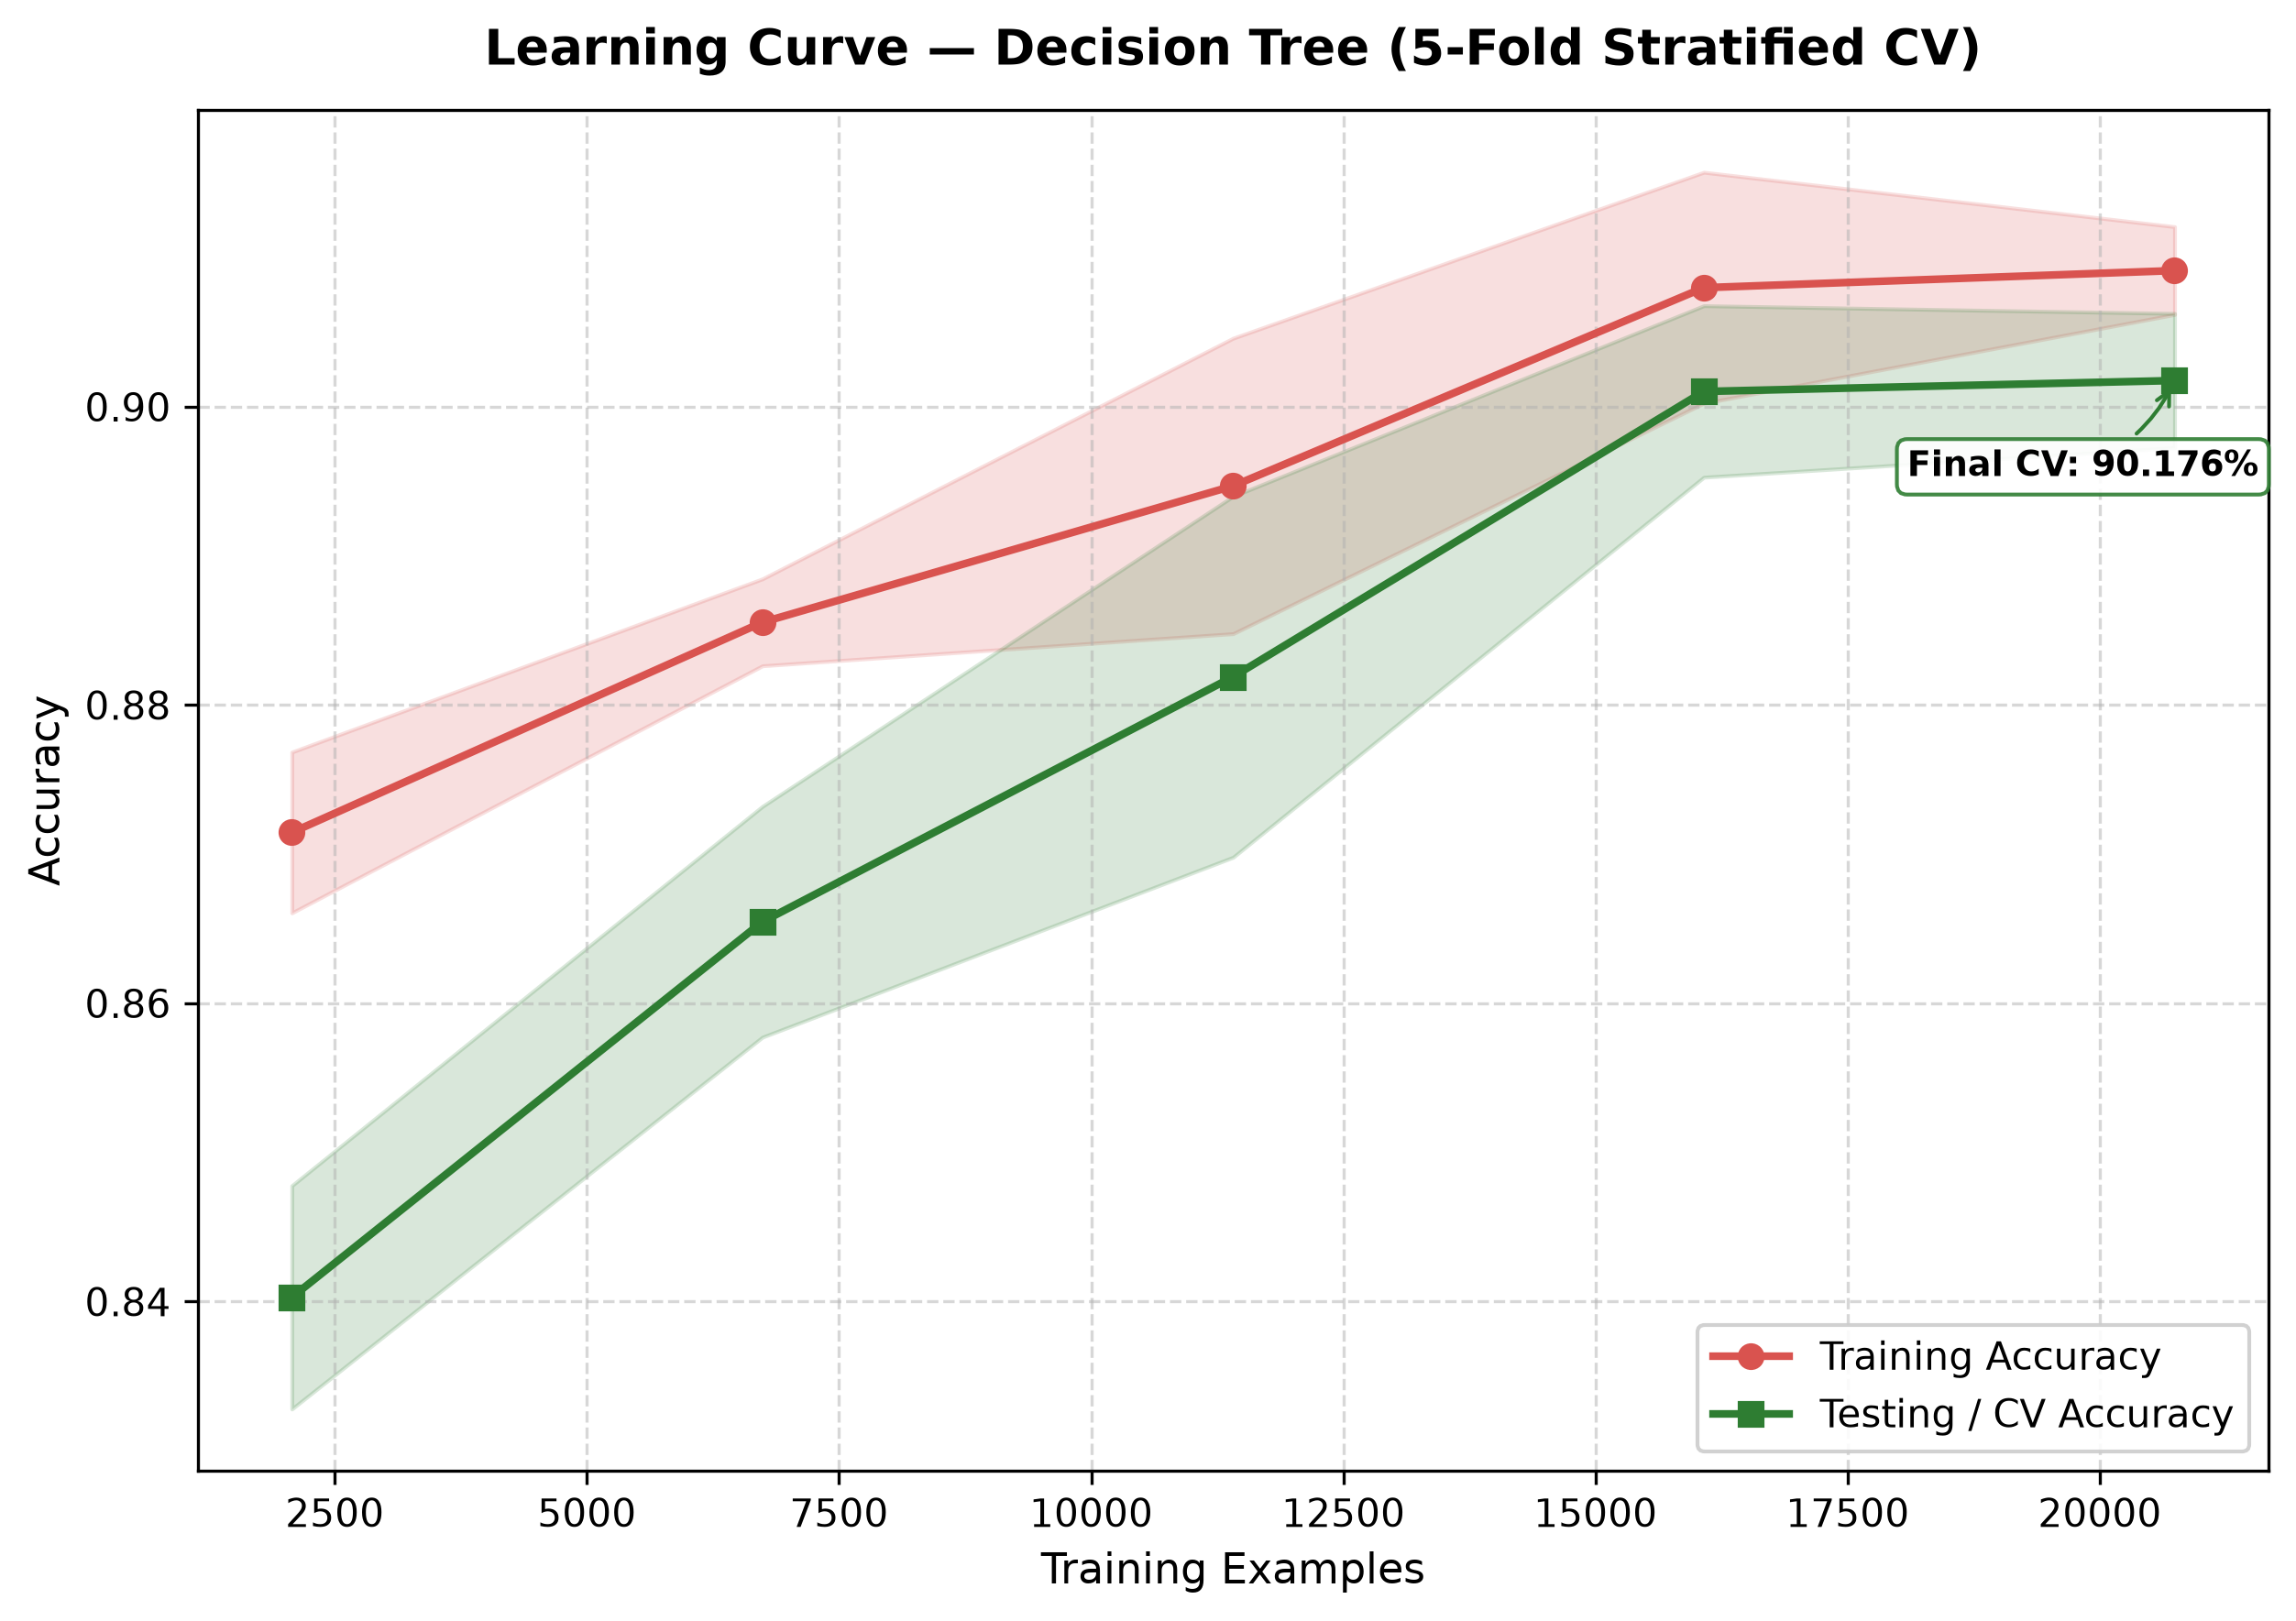 Learning Curve — Decision Tree (5-Fold Stratified CV)
Accuracy
0.90
0.88
0.86
0.84
Final CV: 90.176%
Training Accuracy
Testing / CV Accuracy
2500 5000 7500 10000 12500 15000 17500 20000
Training Examples